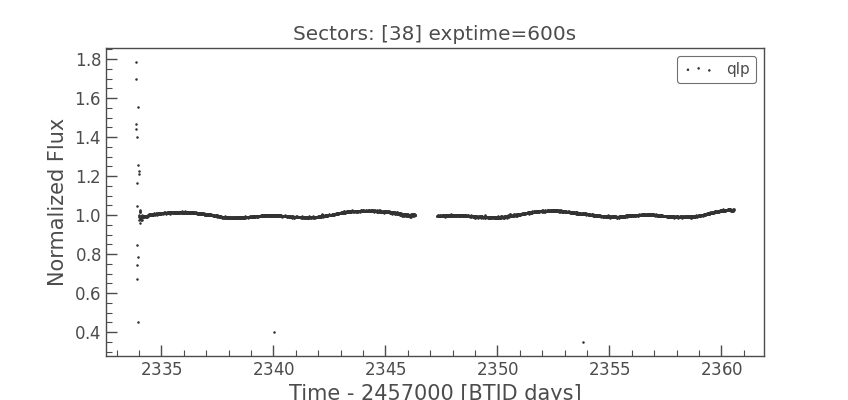 Sectors: [38] exptime=600s
qlp
Normalized Flux
1.8
1.6
1.4
1.2
1.0
0.8
0.6
0.4
2335 2340 2345 2350 2355 2360
Time - 2457000 [BTJD days]